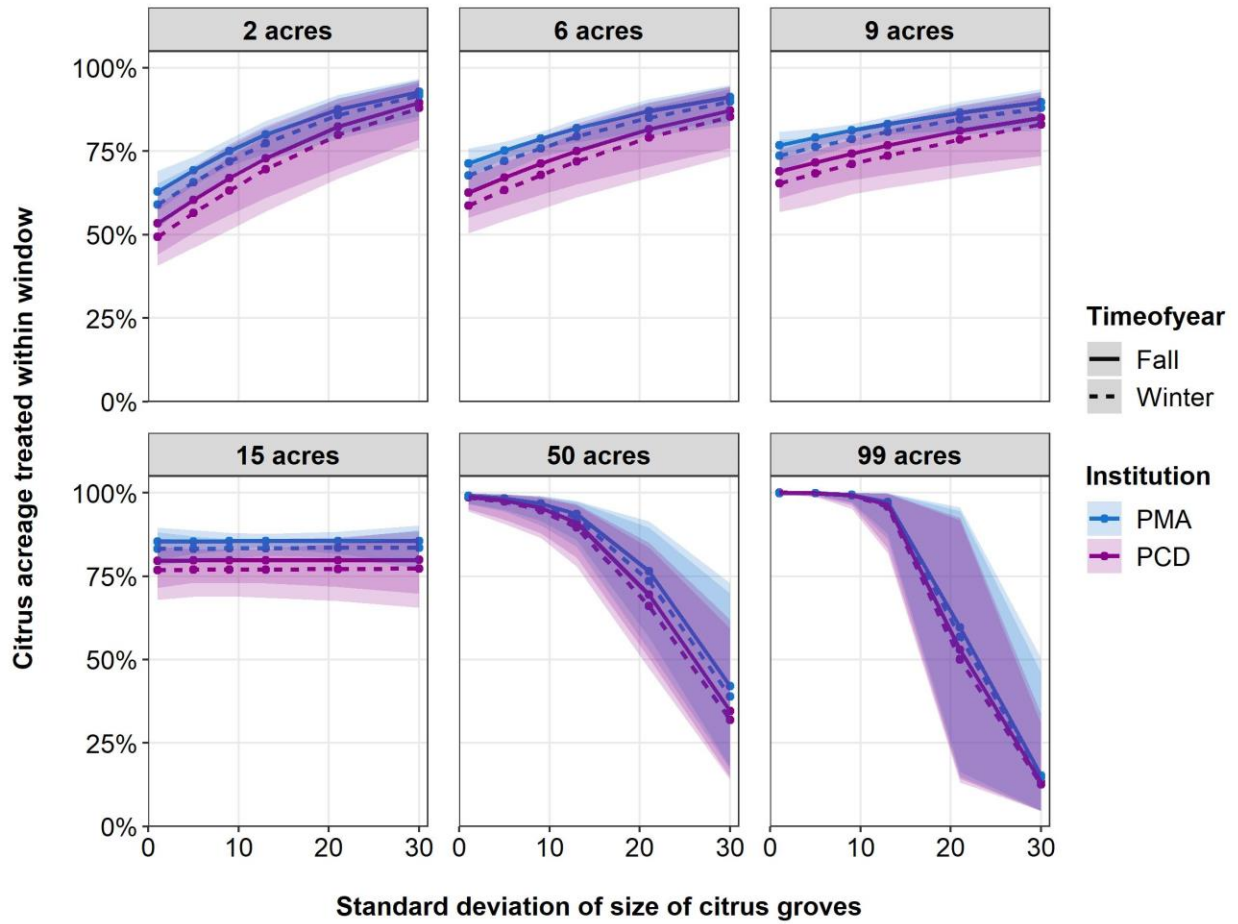 2 acres
6 acres
9 acres
100%
75%
50%
25%
0%
Citrus acreage treated within window
15 acres
50 acres
99 acres
100%
75%
50%
25%
0%
0 10 20 30
0 10 20 30
0 10 20 30
Standard deviation of size of citrus groves
Timeofyear
Fall
Winter
Institution
PMA
PCD